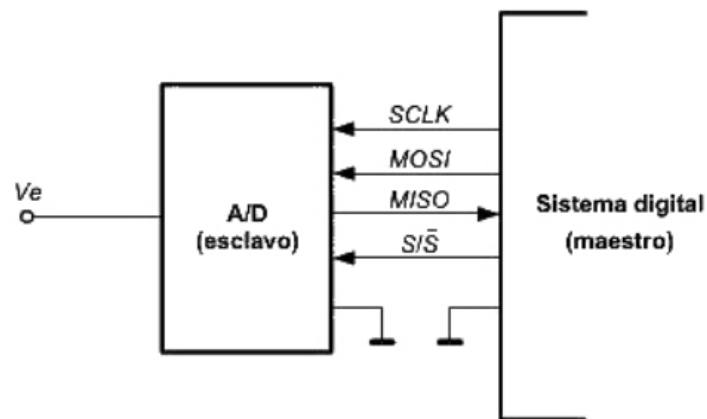 SCLK
MOSI
MISO
S/S̄
Ve
A/D
(esclavo)
Sistema digital
(maestro)